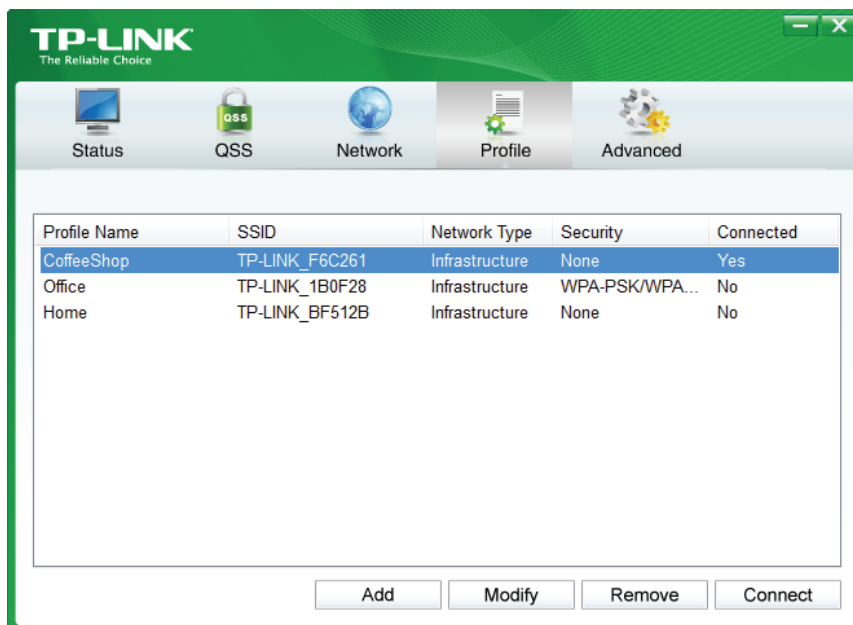 TP-LINK
The Reliable Choice
QSS
Status QSS Network Profile Advanced
Profile Name SSID Network Type Security Connected
CoffeeShop TP-LINK_F6C261 Infrastructure None Yes
Office TP-LINK_1B0F28 Infrastructure WPA-PSK/WPA... No
Home TP-LINK_BF512B Infrastructure None No
Add Modify Remove Connect